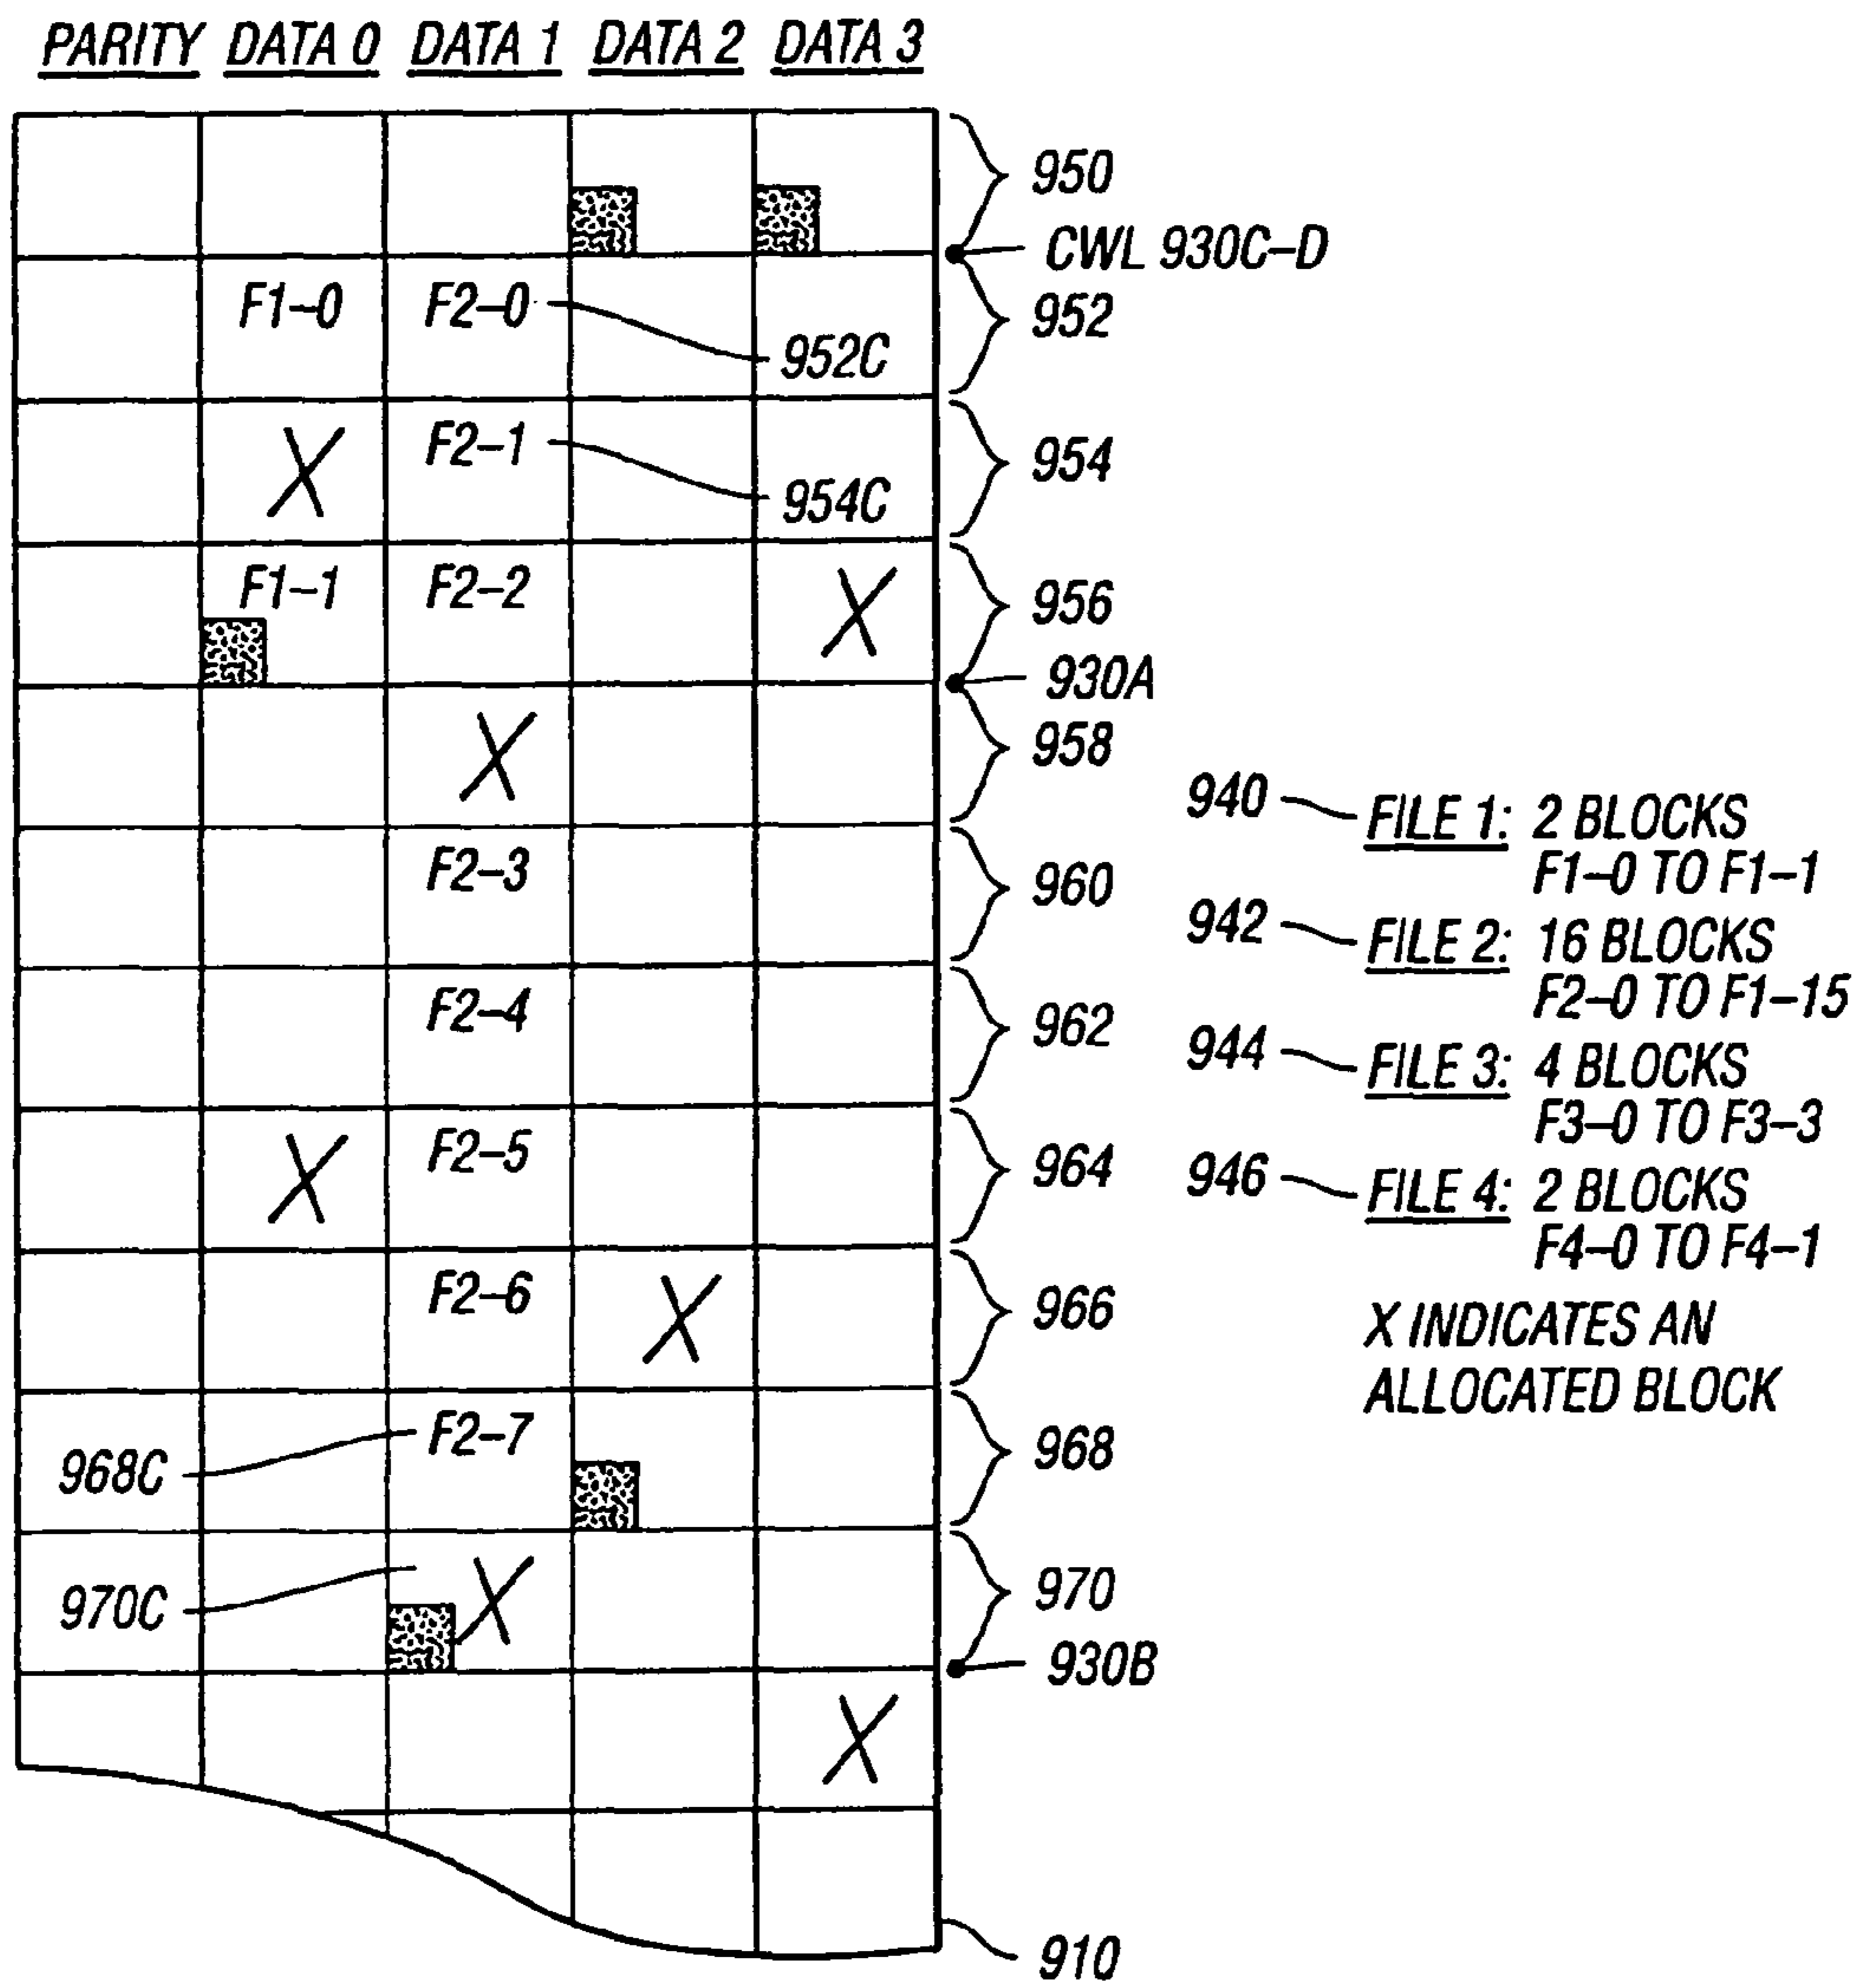 PARITY DATA 0 DATA 1 DATA 2 DATA 3
950
CWL 930C–D
F1–0 F2–0 952
952C
X F2–1 954
954C
F1–1 F2–2 X 956
930A
X 958
940 FILE 1: 2 BLOCKS
F1–0 TO F1–1
F2–3 960
942 FILE 2: 16 BLOCKS
F2–0 TO F1–15
F2–4 962
944 FILE 3: 4 BLOCKS
F3–0 TO F3–3
X F2–5 964
946 FILE 4: 2 BLOCKS
F4–0 TO F4–1
F2–6 X 966
X INDICATES AN
ALLOCATED BLOCK
968C F2–7 968
970C X 970
930B
X
910